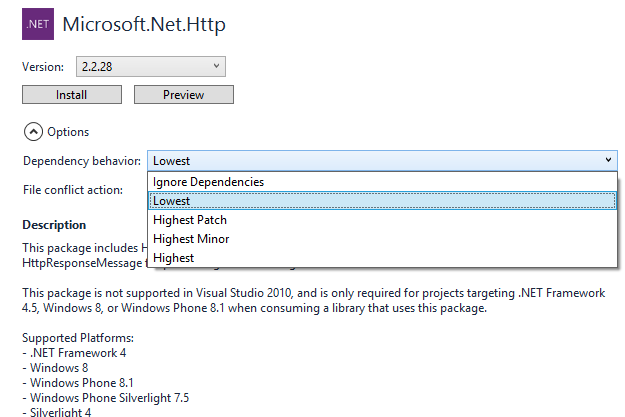 .NET
Microsoft.Net.Http
Version: 2.2.28
Install Preview
Options
Dependency behavior: Lowest
Ignore Dependencies
File conflict action: Lowest
Highest Patch
Description
Highest Minor
This package includes H
Highest
HttpResponseMessage
This package is not supported in Visual Studio 2010, and is only required for projects targeting .NET Framework
4.5, Windows 8, or Windows Phone 8.1 when consuming a library that uses this package.
Supported Platforms:
- .NET Framework 4
- Windows 8
- Windows Phone 8.1
- Windows Phone Silverlight 7.5
- Silverlight 4